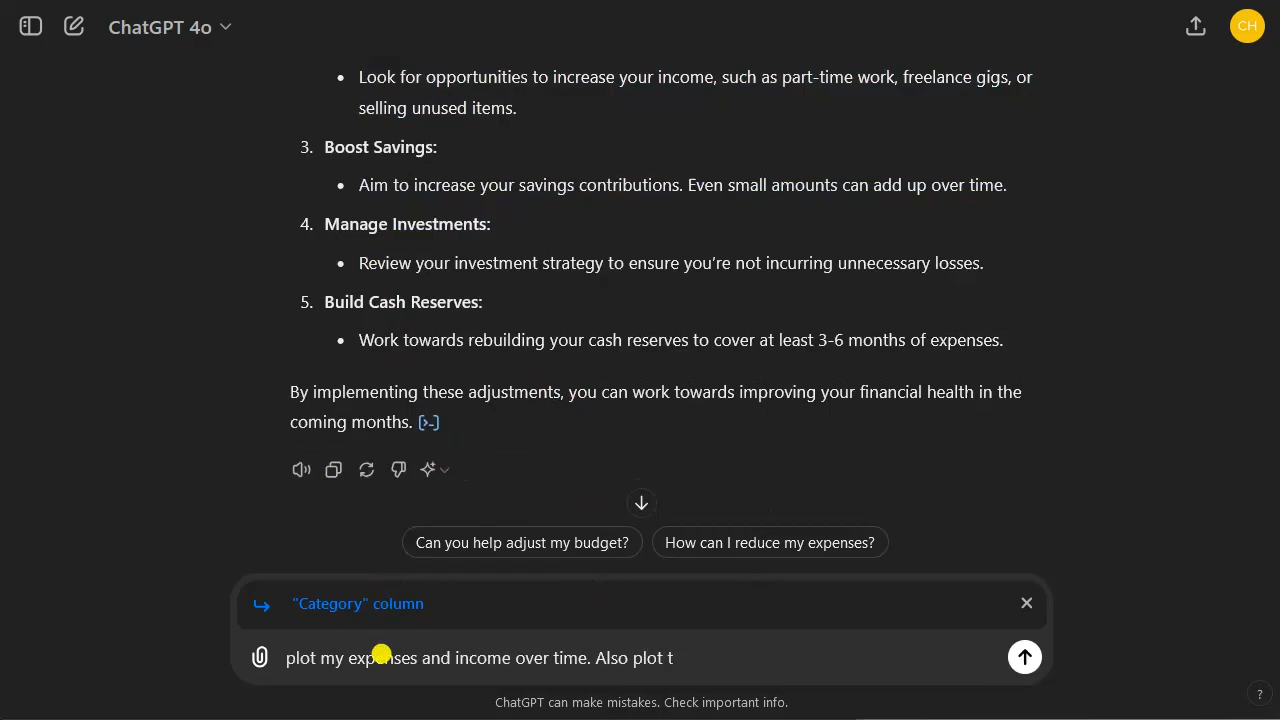 ChatGPT 4o
CH
• Look for opportunities to increase your income, such as part-time work, freelance gigs, or
selling unused items.
3. Boost Savings:
• Aim to increase your savings contributions. Even small amounts can add up over time.
4. Manage Investments:
• Review your investment strategy to ensure you're not incurring unnecessary losses.
5. Build Cash Reserves:
• Work towards rebuilding your cash reserves to cover at least 3-6 months of expenses.
By implementing these adjustments, you can work towards improving your financial health in the
coming months. [>-]
Can you help adjust my budget? How can I reduce my expenses?
"Category" column
plot my expenses and income over time. Also plot t
ChatGPT can make mistakes. Check important info.
?